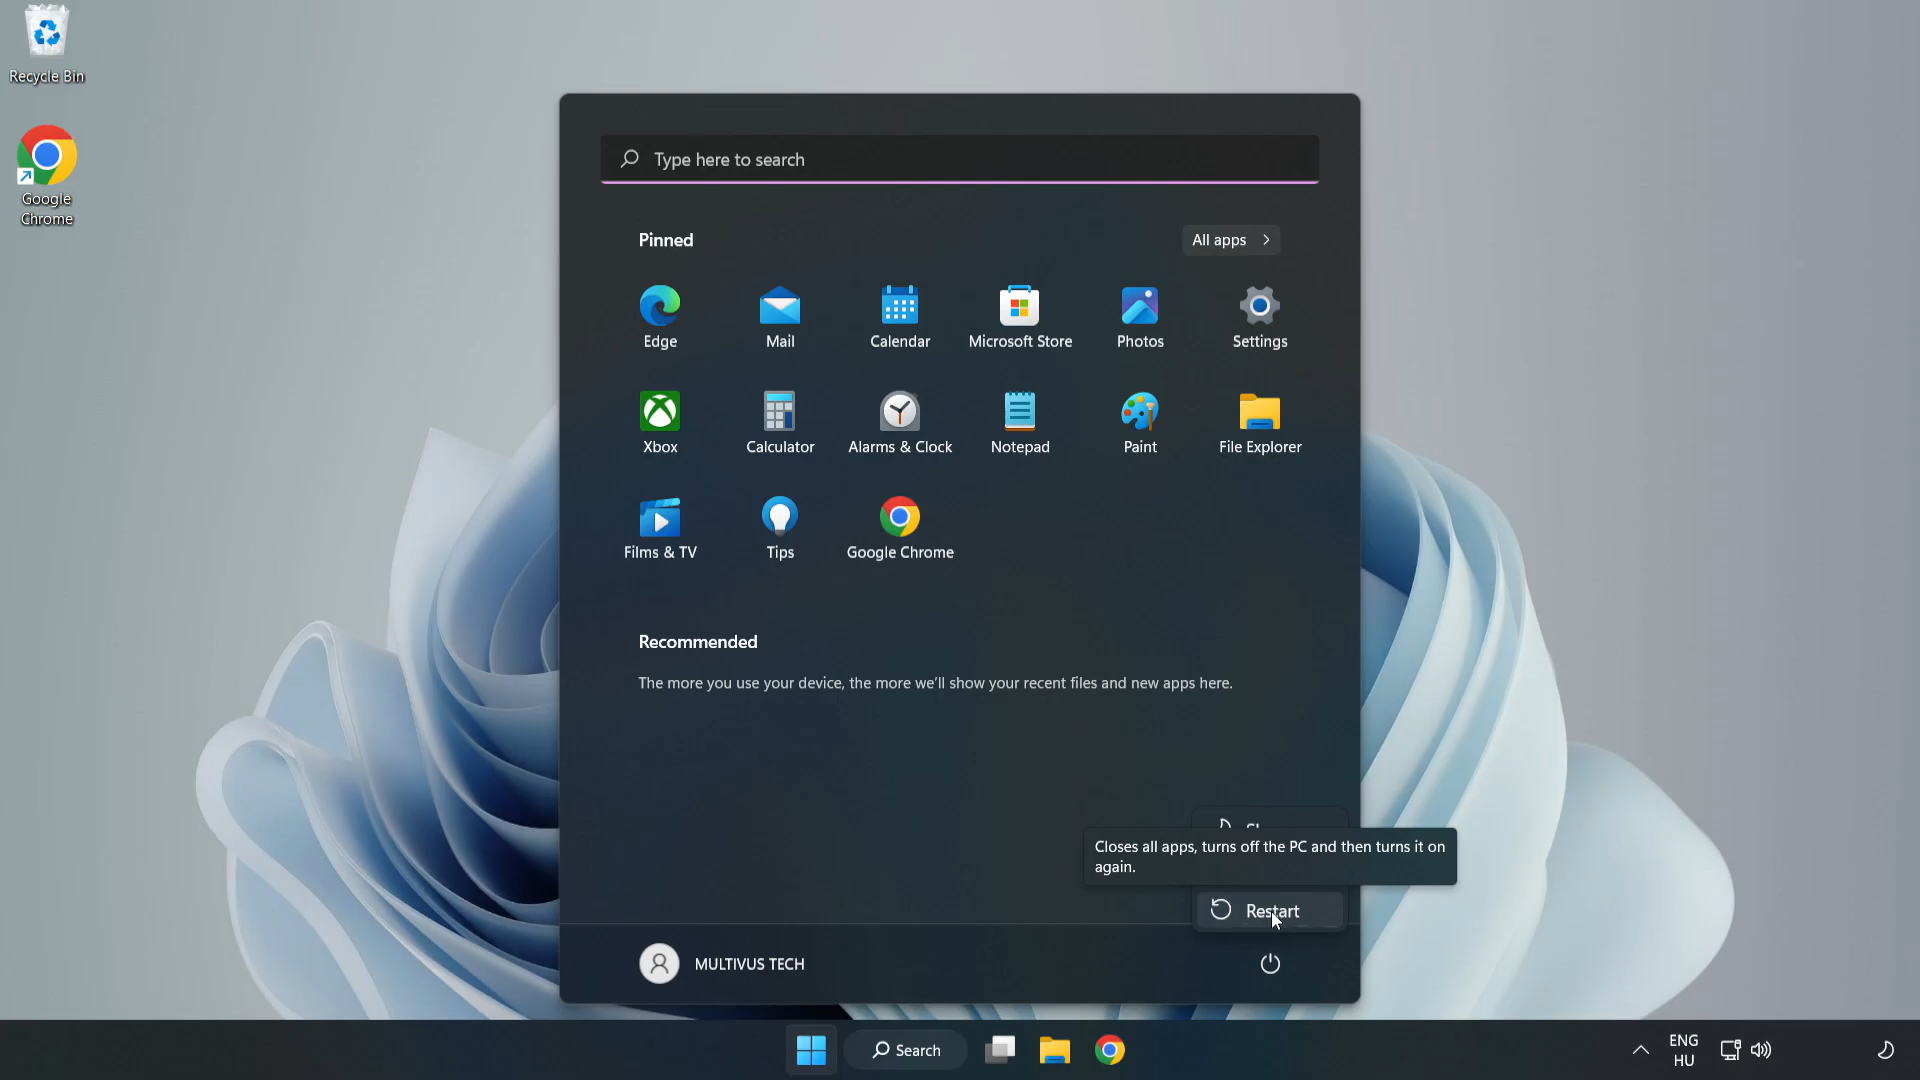 Recycle Bin
Google
Chrome
Type here to search
Pinned
All apps
Edge
Mail
Calendar
Microsoft Store
Photos
Settings
Xbox
Calculator
Alarms & Clock
Notepad
Paint
File Explorer
Films & TV
Tips
Google Chrome
Recommended
The more you use your device, the more we'll show your recent files and new apps here.
Closes all apps, turns off the PC and then turns it on
again.
Restart
MULTIVUS TECH
Search
ENG
HU